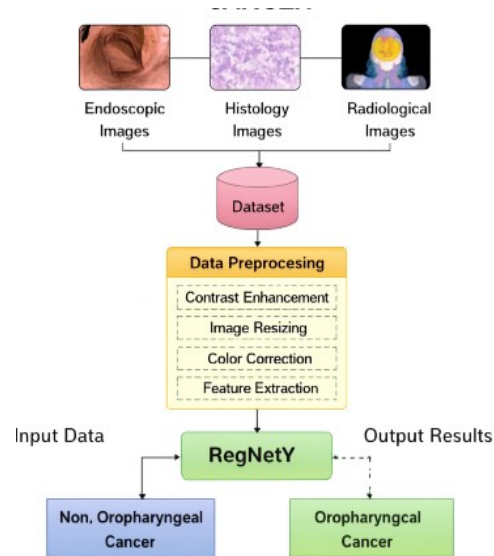 Endoscopic
Images
Histology
Images
Radiological
Images
Dataset
Data Preprocesing
Contrast Enhancement
Image Resizing
Color Correction
Feature Extraction
Input Data
RegNetY
Output Results
Non, Oropharyngeal
Cancer
Oropharyngcal
Cancer